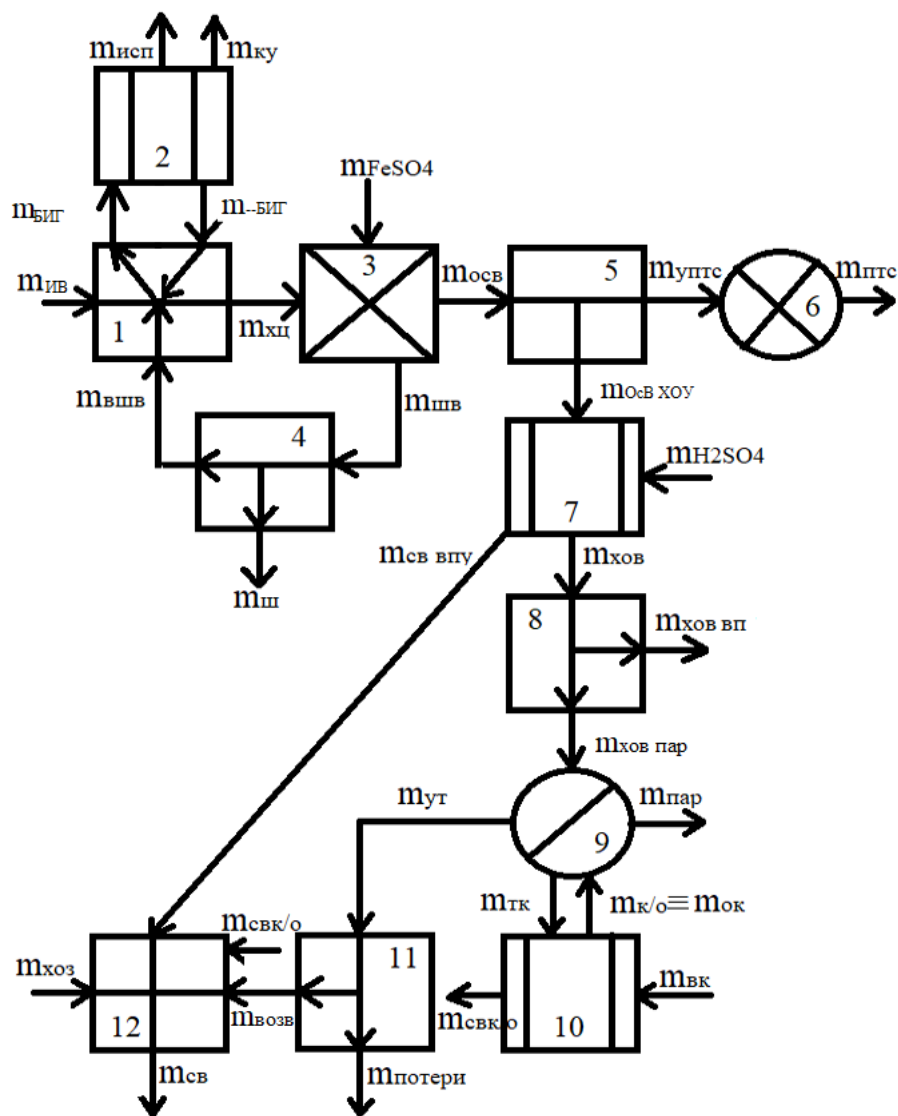 mисп
mку
2
mFeSO4
mБИГ
m--БИГ
mИВ
1
mхц
3
mосв
5
mуптс
6
mптс
mвшв
mшв
mОсВ ХОУ
4
mH2SO4
7
mш
mсв впу
mхов
8
mхов вп
mхов пар
mут
mпар
9
mтк
mк/о≡mок
mсвк/о
11
mхоз
mвозв
mсвк/о
mвк
12
10
mсв
mпотери